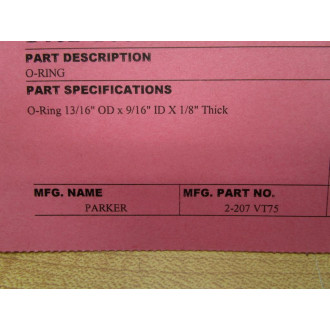 PART DESCRIPTION
O-RING
PART SPECIFICATIONS
O-Ring 13/16" OD x 9/16" ID X 1/8" Thick
MFG. NAME MFG. PART NO.
PARKER 2-207 VT75